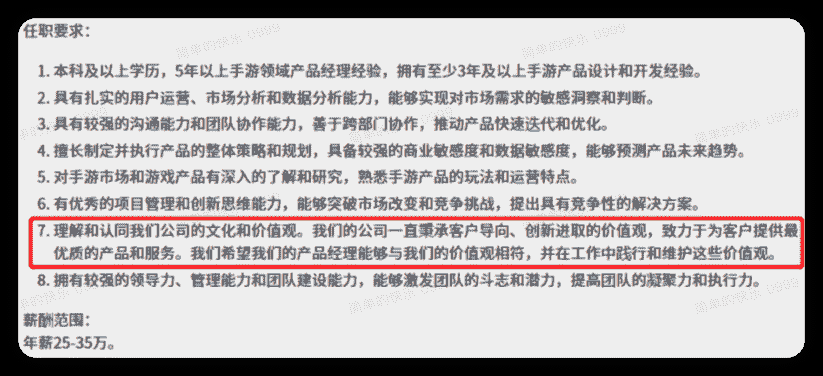 任职要求：
1. 本科及以上学历，5年以上手游领域产品经理经验，拥有至少3年及以上手游产品设计和开发经验。
2. 具有扎实的用户运营、市场分析和数据分析能力，能够实现对市场需求的敏感洞察和判断。
3. 具有较强的沟通能力和团队协作能力，善于跨部门协作，推动产品快速迭代和优化。
4. 擅长制定并执行产品的整体策略和规划，具备较强的商业敏感度和数据敏感度，能够预测产品未来趋势。
5. 对手游市场和游戏产品有深入的了解和研究，熟悉手游产品的玩法和运营特点。
6. 有优秀的项目管理和创新思维能力，能够突破市场改变和竞争挑战，提出具有竞争性的解决方案。
7. 理解和认同我们公司的文化和价值观。我们的公司一直秉承客户导向、创新进取的价值观，致力于为客户提供最
优质的产品和服务。我们希望我们的产品经理能够与我们的价值观相符，并在工作中践行和维护这些价值观。
8. 拥有较强的领导力、管理能力和团队建设能力，能够激发团队的斗志和潜力，提高团队的凝聚力和执行力。
薪酬范围：
年薪25-35万。